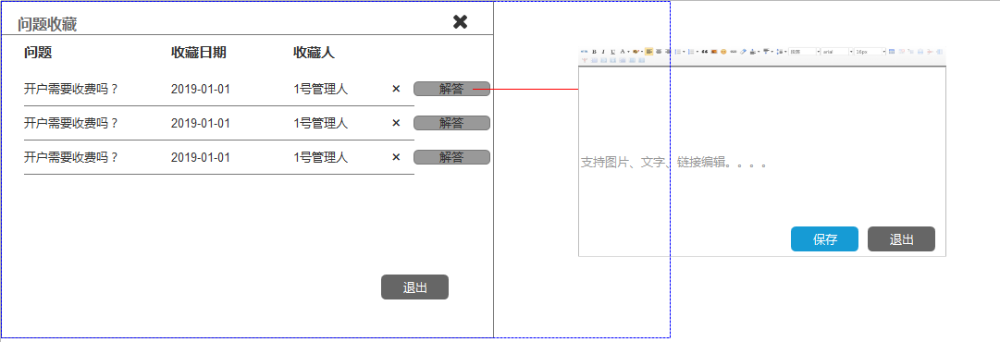 问题收藏
问题 收藏日期 收藏人
开户需要收费吗？ 2019-01-01 1号管理人 × 解答
开户需要收费吗？ 2019-01-01 1号管理人 × 解答
开户需要收费吗？ 2019-01-01 1号管理人 × 解答
退出
B I U A 段落 arial 16px
支持图片、文字、链接编辑。。。。
保存 退出